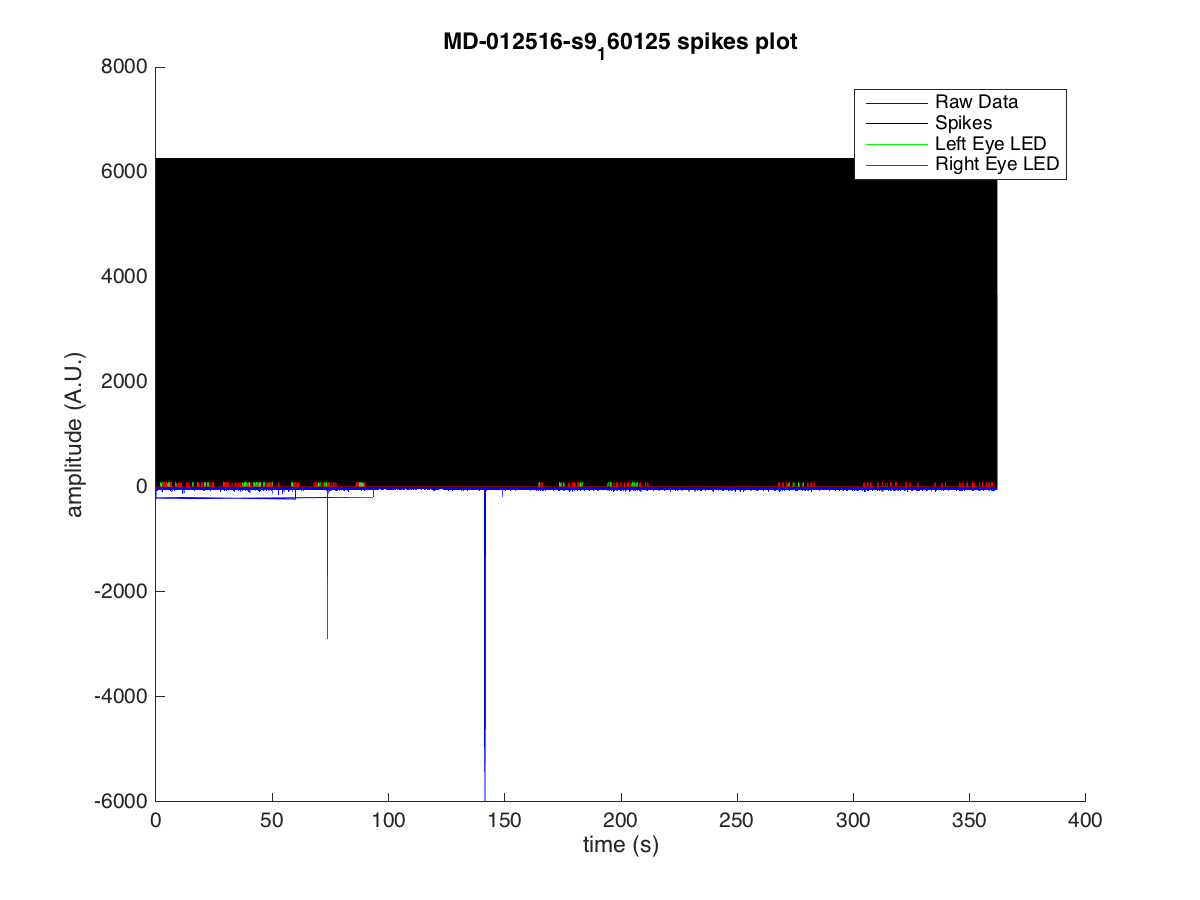 MD-012516-s9₁60125 spikes plot
8000
6000
4000
2000
0
-2000
-4000
-6000
amplitude (A.U.)
Raw Data
Spikes
Left Eye LED
Right Eye LED
0 50 100 150 200 250 300 350 400
time (s)